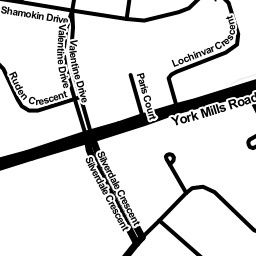 Shamokin Drive
Valentine Drive
Valentine Drive
Lochinvar Crescent
Ruden Crescent
Paris Court
York Mills Road
Silverdale Crescent
Silverdale Crescent